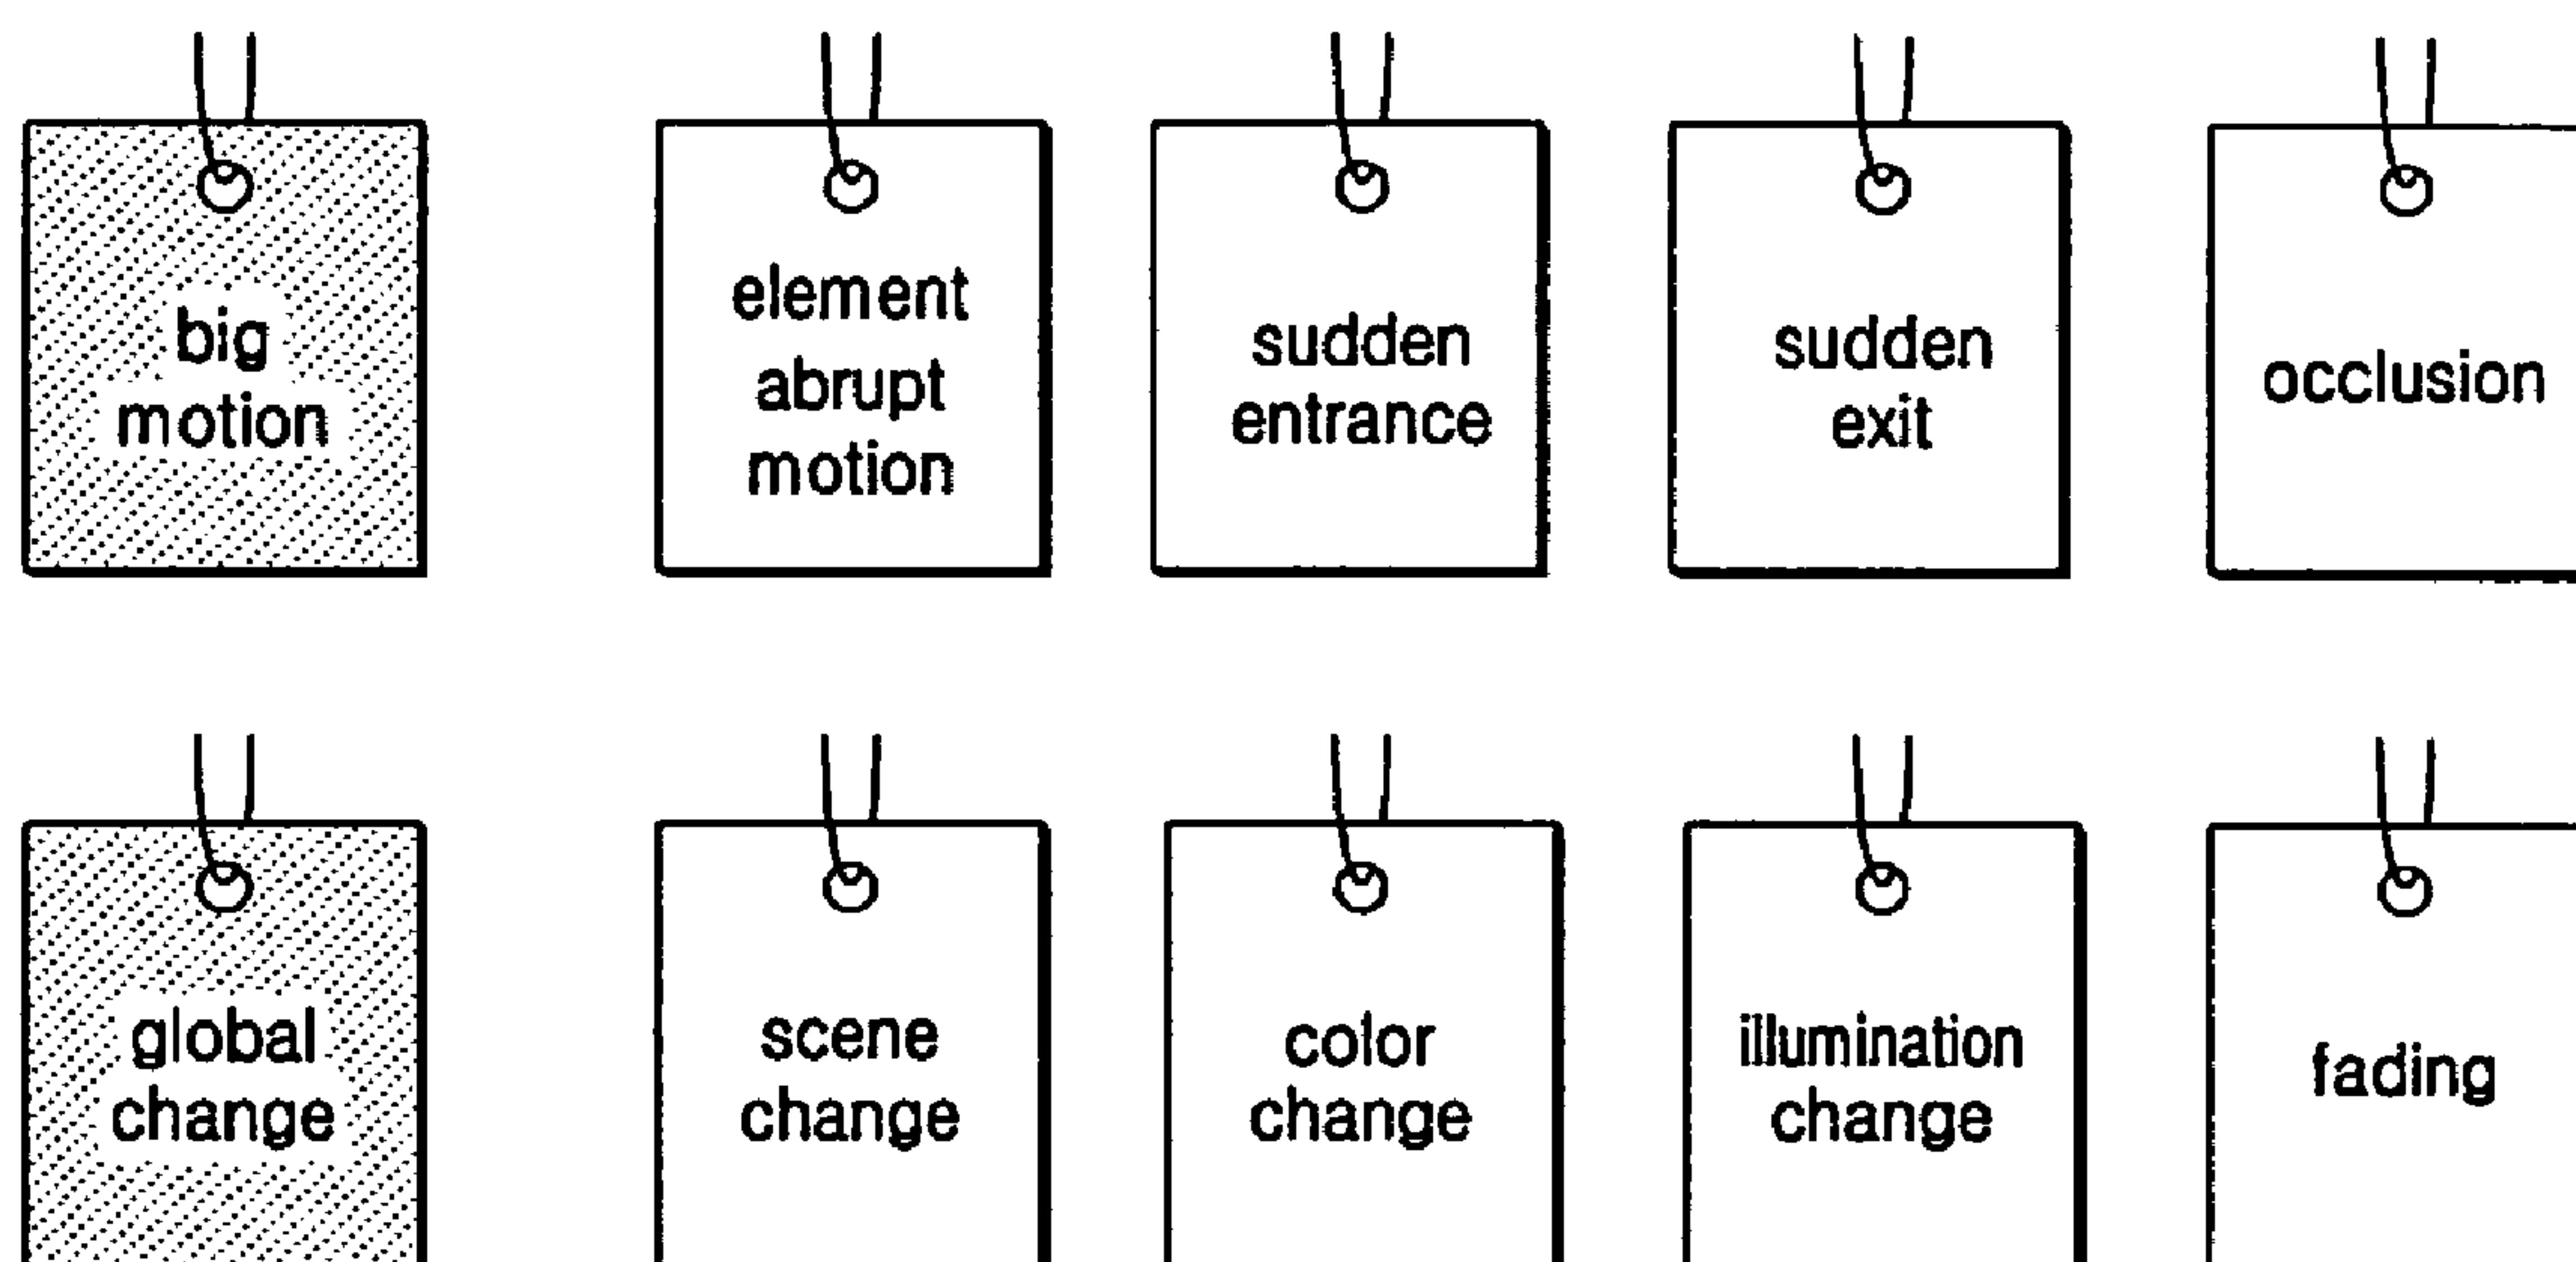 big
motion
element
abrupt
motion
sudden
entrance
sudden
exit
occlusion
global
change
scene
change
color
change
illumination
change
fading